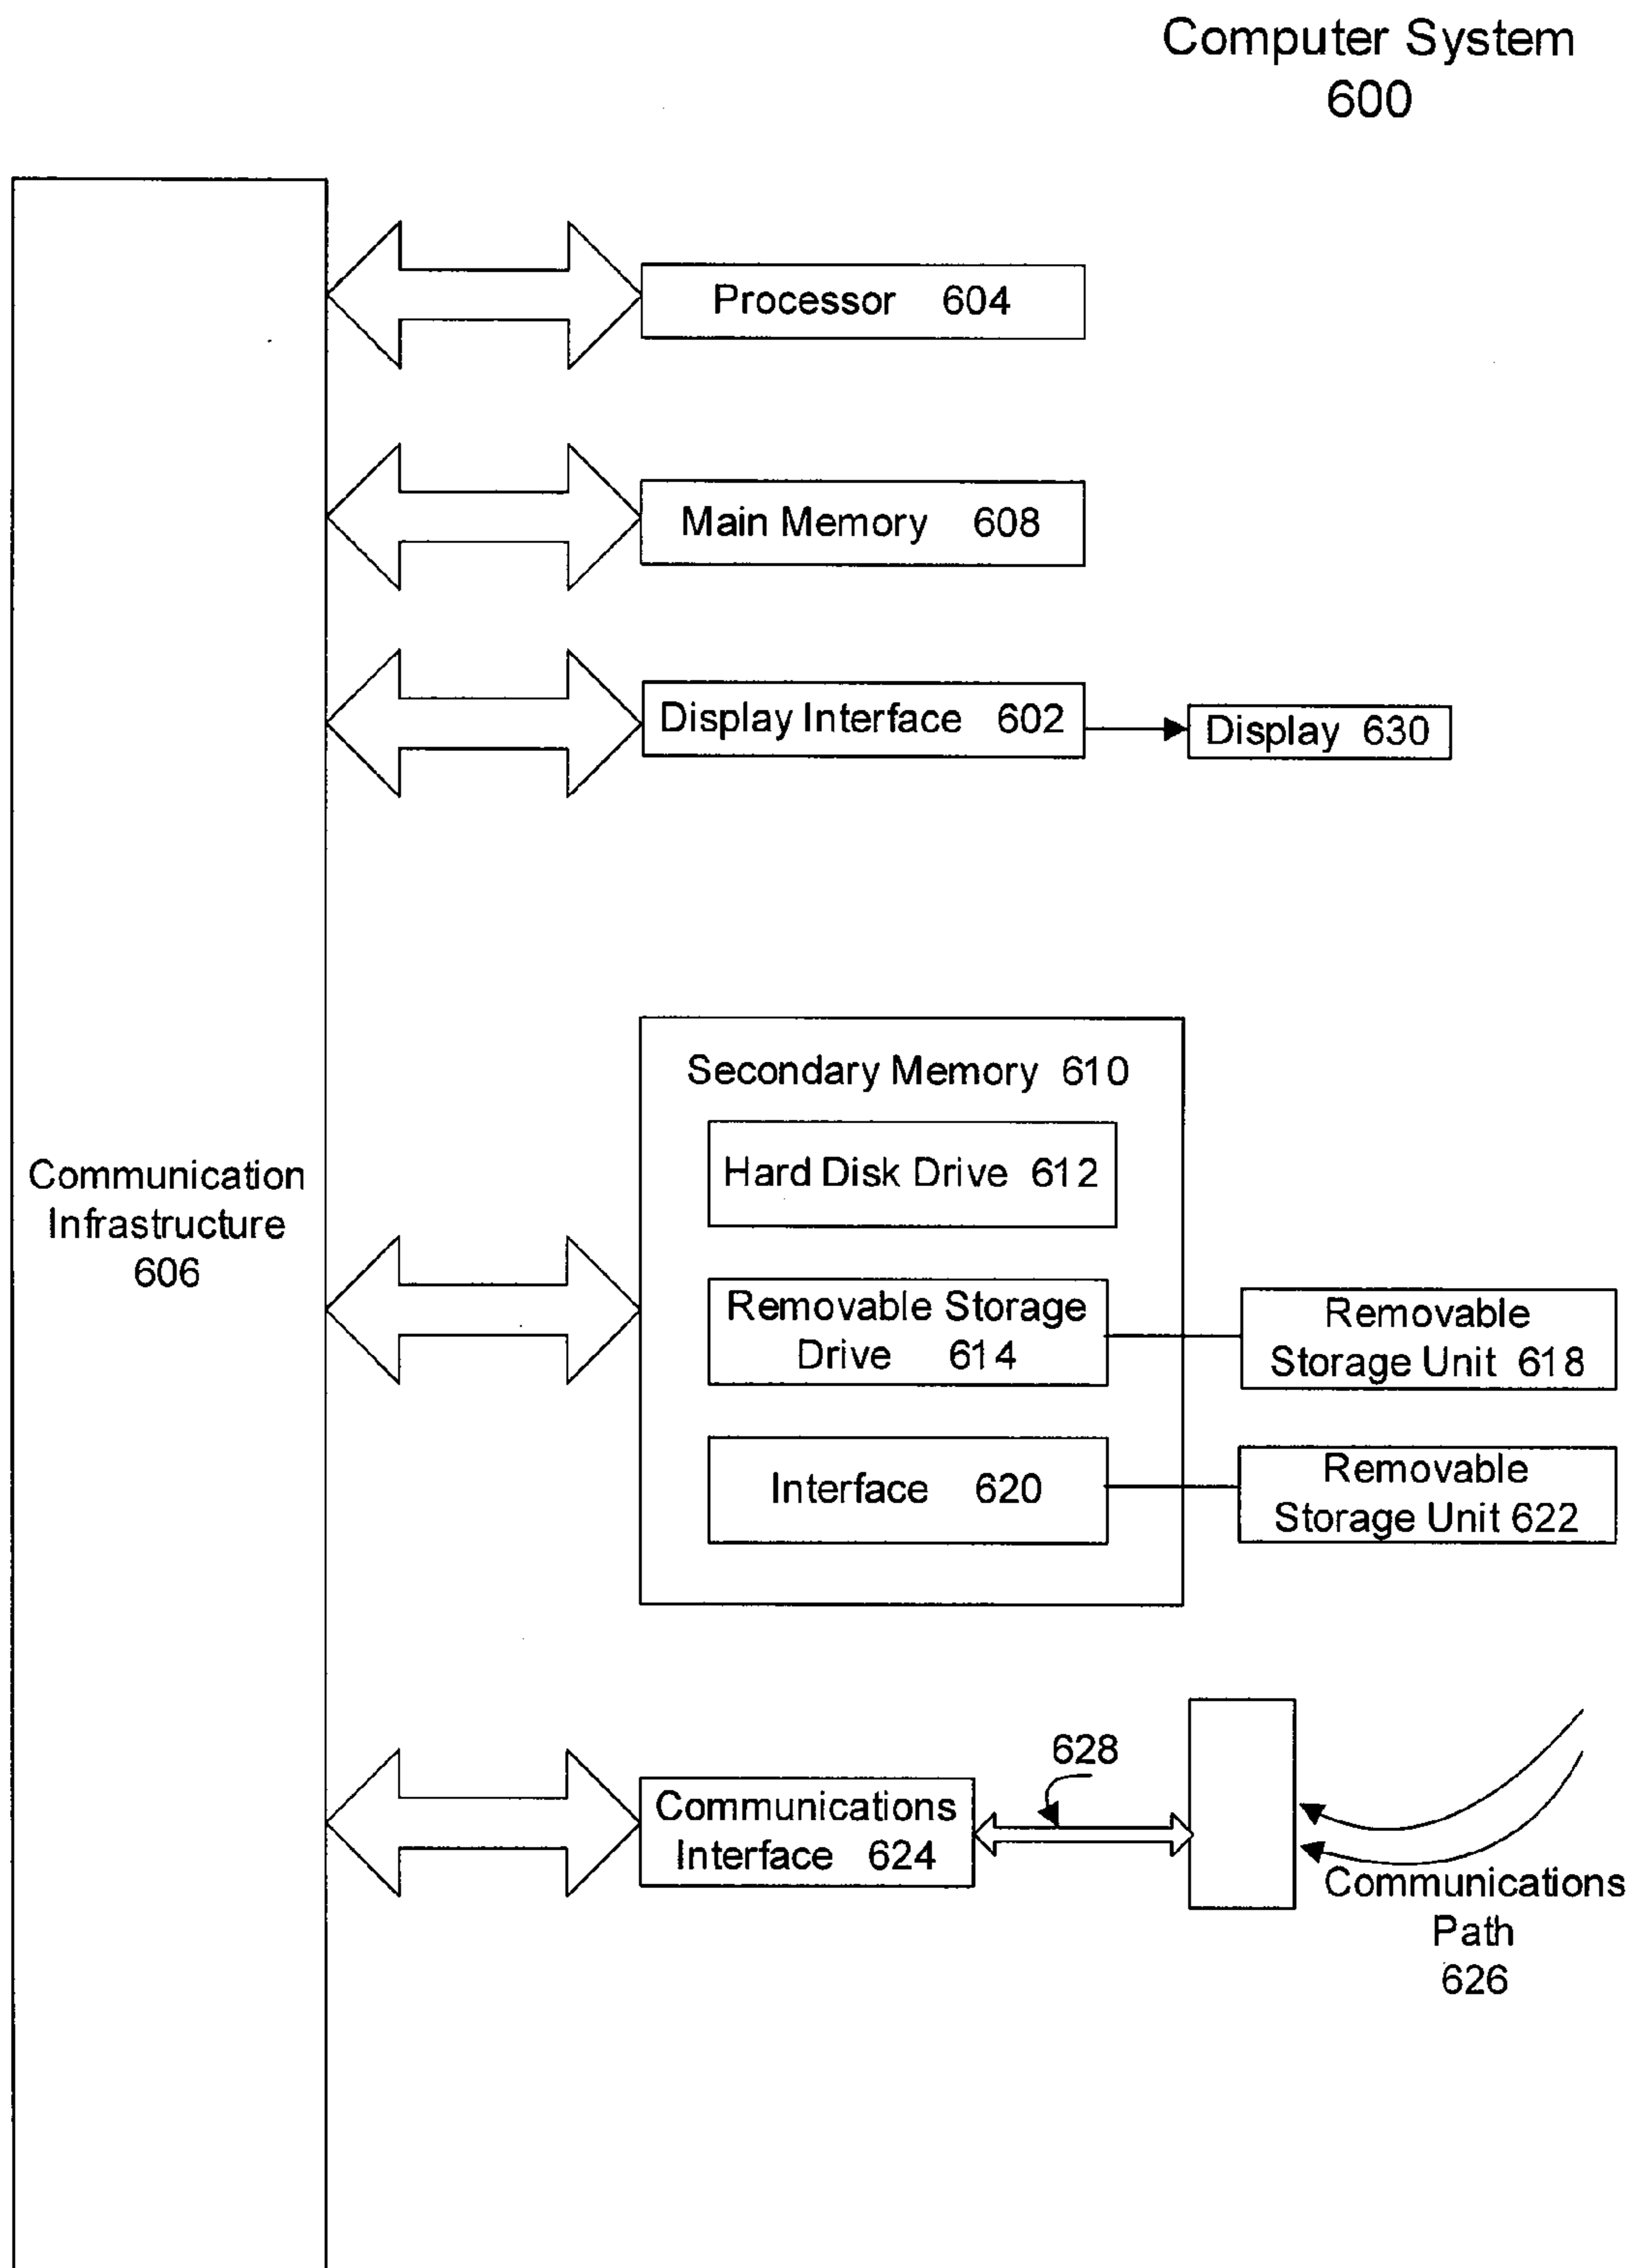 Computer System
600
Processor 604
Main Memory 608
Display Interface 602
Display 630
Secondary Memory 610
Hard Disk Drive 612
Communication
Infrastructure
606
Removable Storage
Drive 614
Removable
Storage Unit 618
Interface 620
Removable
Storage Unit 622
628
Communications
Interface 624
Communications
Path
626